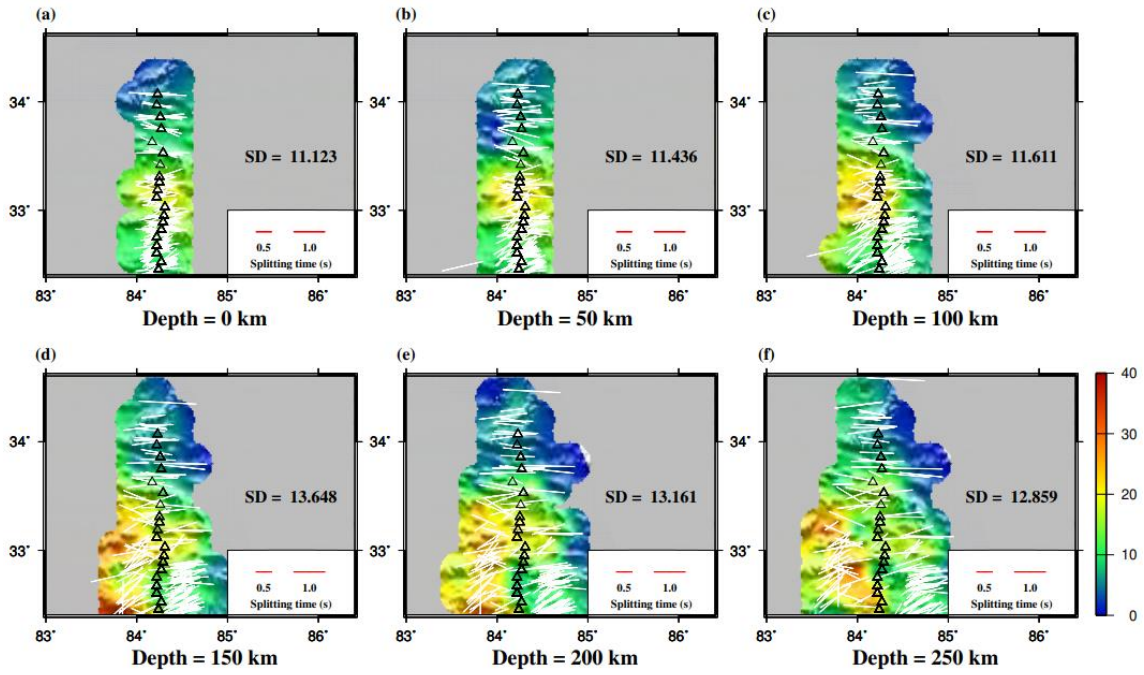 (a)
(b)
(c)
34˚
33˚
SD = 11.123
0.5 1.0
Splitting time (s)
83˚ 84˚ 85˚ 86˚
Depth = 0 km
SD = 11.436
0.5 1.0
Splitting time (s)
83˚ 84˚ 85˚ 86˚
Depth = 50 km
34˚
33˚
SD = 11.611
0.5 1.0
Splitting time (s)
83˚ 84˚ 85˚ 86˚
Depth = 100 km
(d)
(e)
(f)
34˚
33˚
SD = 13.648
0.5 1.0
Splitting time (s)
83˚ 84˚ 85˚ 86˚
Depth = 150 km
34˚
33˚
SD = 13.161
0.5 1.0
Splitting time (s)
83˚ 84˚ 85˚ 86˚
Depth = 200 km
34˚
33˚
SD = 12.859
0.5 1.0
Splitting time (s)
83˚ 84˚ 85˚ 86˚
Depth = 250 km
40
30
20
10
0